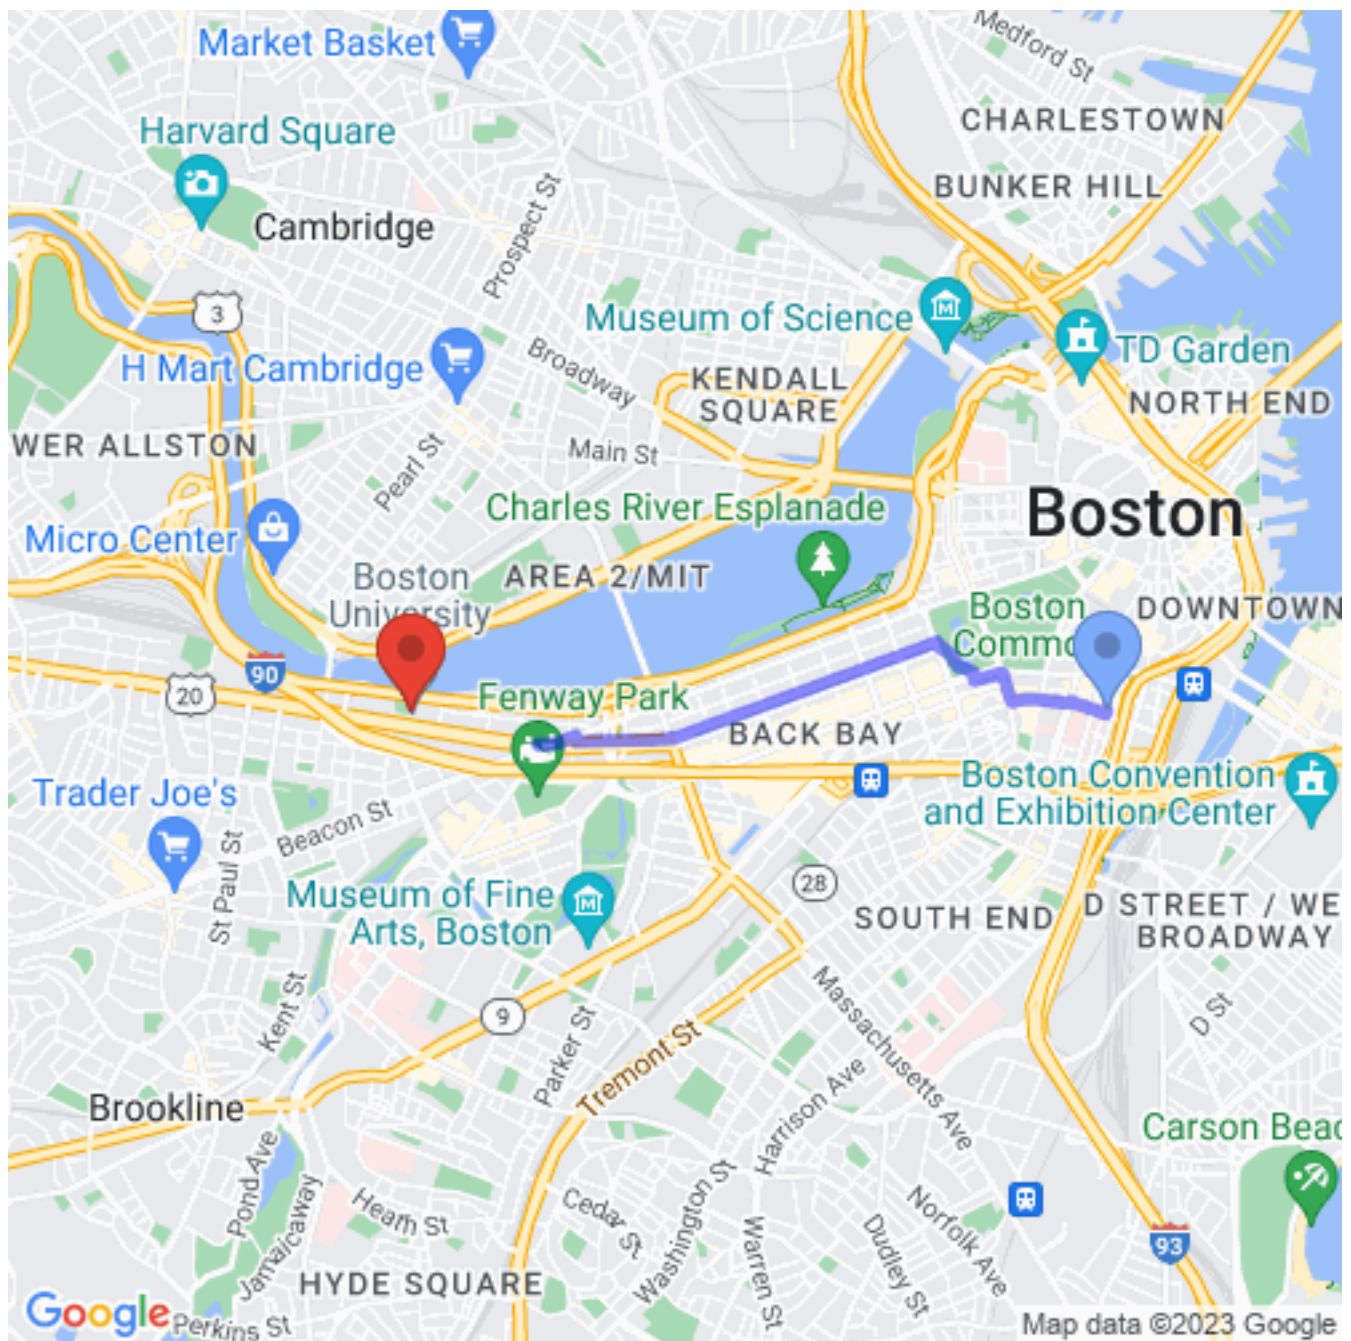 Market Basket
Medford St
CHARLESTOWN
Harvard Square
BUNKER HILL
Cambridge
Prospect St
3
Museum of Science
H Mart Cambridge
Broadway
KENDALL
SQUARE
TD Garden
NORTH END
WER ALLSTON
Main St
Pearl St
Charles River Esplanade
Boston
Micro Center
Boston
University
AREA 2/MIT
Boston
Commo
DOWNTOWN
90
20
Fenway Park
BACK BAY
Boston Convention
and Exhibition Center
Trader Joe's
Beacon St
St Paul St
28
Museum of Fine
Arts, Boston
SOUTH END
D STREET / WE
BROADWAY
Kent St
9
Parker St
Tremont St
Massachusetts Ave
D St
Harrison Ave
Brookline
Carson Beac
Pond Ave
Jamaicaway
Heath St
Cedar St
Washington St
Warren St
Dudley St
Norfolk Ave
93
HYDE SQUARE
Google
Perkins St
Map data ©2023 Google